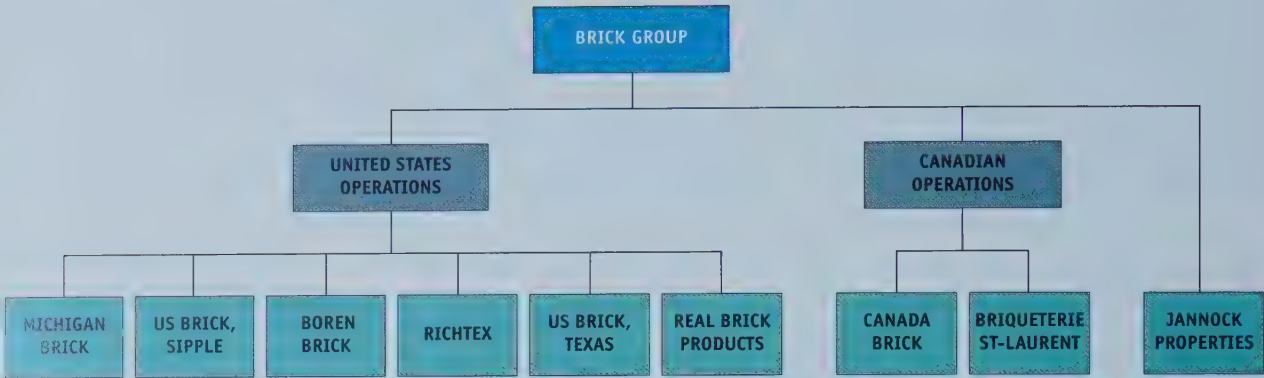 BRICK GROUP
UNITED STATES
OPERATIONS
CANADIAN
OPERATIONS
MICHIGAN
BRICK
US BRICK,
SIPPLE
BOREN
BRICK
RICHTEX
US BRICK,
TEXAS
REAL BRICK
PRODUCTS
CANADA
BRICK
BRIQUETERIE
ST-LAURENT
JANNOCK
PROPERTIES